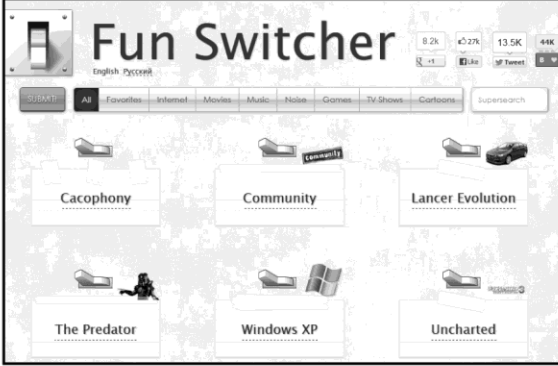 Fun Switcher
English Русский
8.2k 27k 13.5K 44K
+1 Like Tweet 8
SUBMIT! All Favorites Internet Movies Music Noise Games TV Shows Cartoons Supersearch
community
Cacophony Community Lancer Evolution
The Predator Windows XP Uncharted